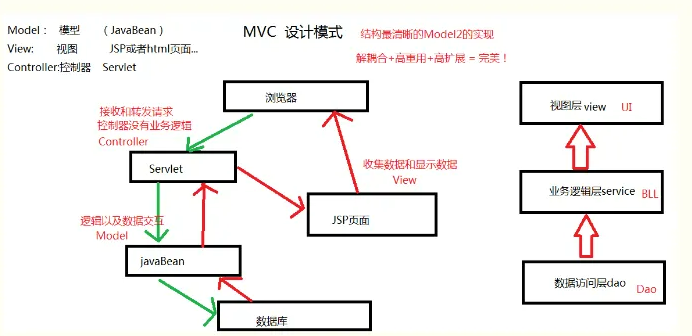 MVC 设计模式
结构最清晰的Model2的实现
解耦合+高重用+高扩展 = 完美！
Model： 模型 （JavaBean）
View: 视图 JSP或者html页面...
Controller:控制器 Servlet
浏览器
接收和转发请求
控制器没有业务逻辑
Controller
Servlet
收集数据和显示数据
View
JSP页面
逻辑以及数据交互
Model
javaBean
数据库
视图层 view UI
业务逻辑层service BLL
数据访问层dao Dao